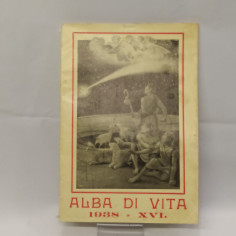 ALBA DI VITA
1938 - XVI.